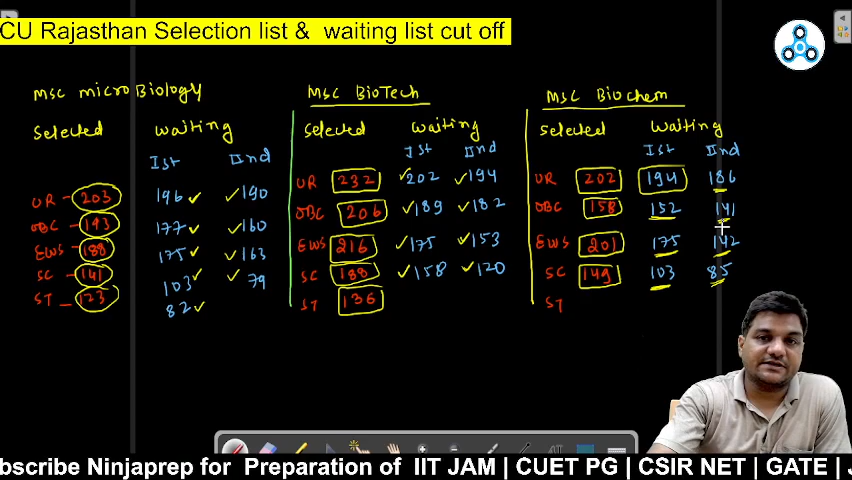 CU Rajasthan Selection list & waiting list cut off
MSC microBiology
Selected waiting
Ist IInd
UR - 203 196 190
OBC - 193 177 160
EWS - 188 175 163
SC - 141 103 79
ST - 123 82
MSC BioTech
Selected waiting
Ist IInd
UR 232 202 194
OBC 206 189 182
EWS 216 175 153
SC 188 158 120
ST 136
MSC Biochem
Selected waiting
Ist IInd
UR 202 194 186
OBC 158 152 141
EWS 201 175 142
SC 149 103 85
ST
bscribe Ninjaprep for Preparation of IIT JAM | CUET PG | CSIR NET | GATE | J